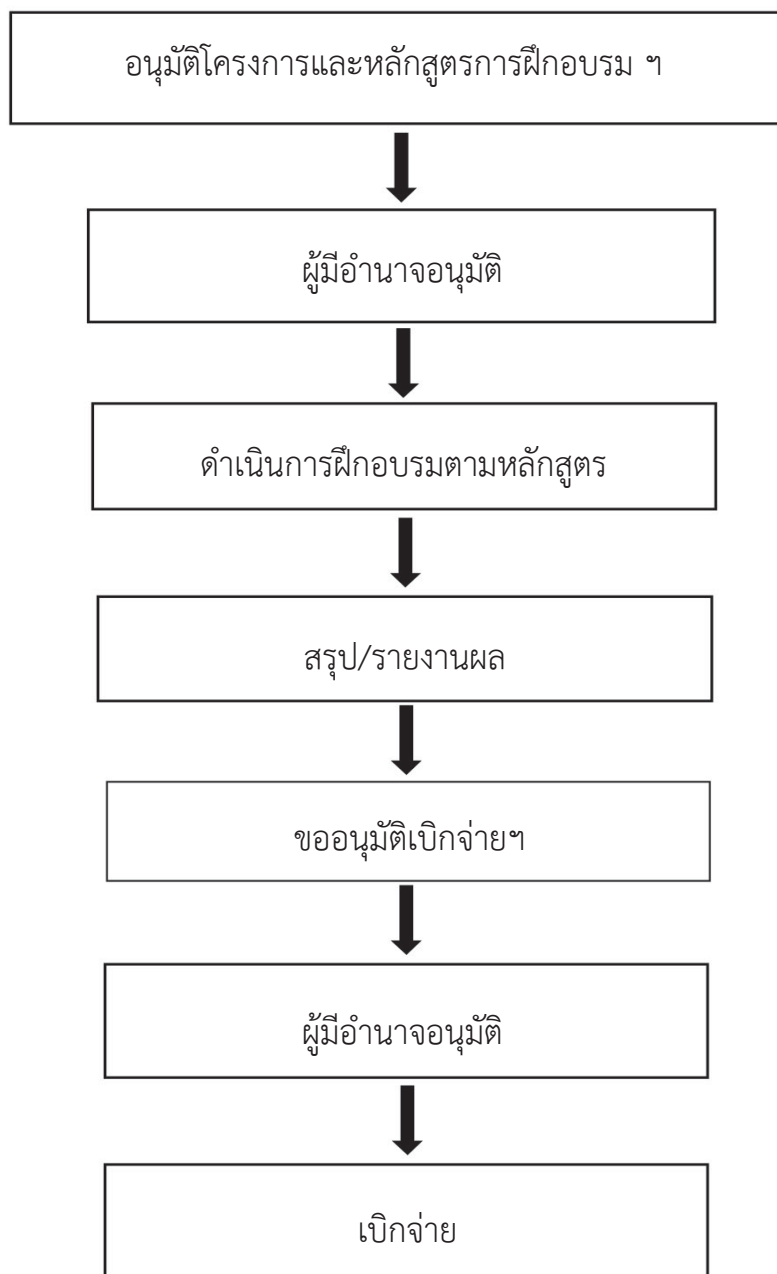 อนุมัติโครงการและหลักสูตรการฝึกอบรม ฯ
ผู้มีอำนาจอนุมัติ
ดำเนินการฝึกอบรมตามหลักสูตร
สรุป/รายงานผล
ขออนุมัติเบิกจ่ายฯ
ผู้มีอำนาจอนุมัติ
เบิกจ่าย